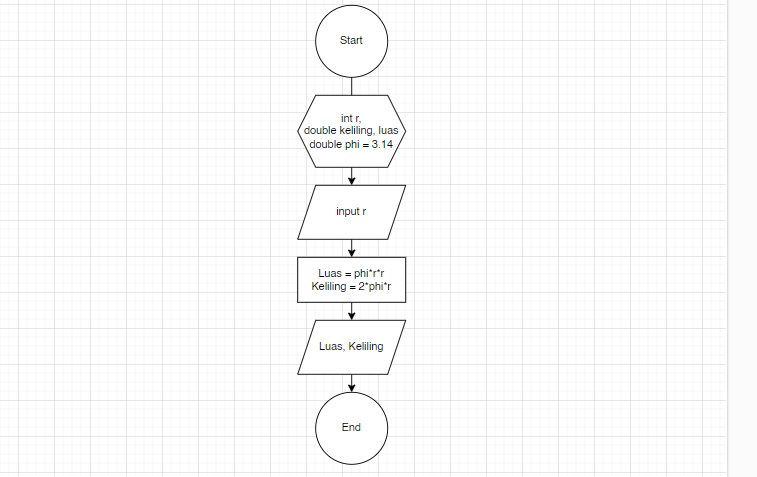 Start
int r,
double keliling, luas
double phi = 3.14
input r
Luas = phi*r*r
Keliling = 2*phi*r
Luas, Keliling
End